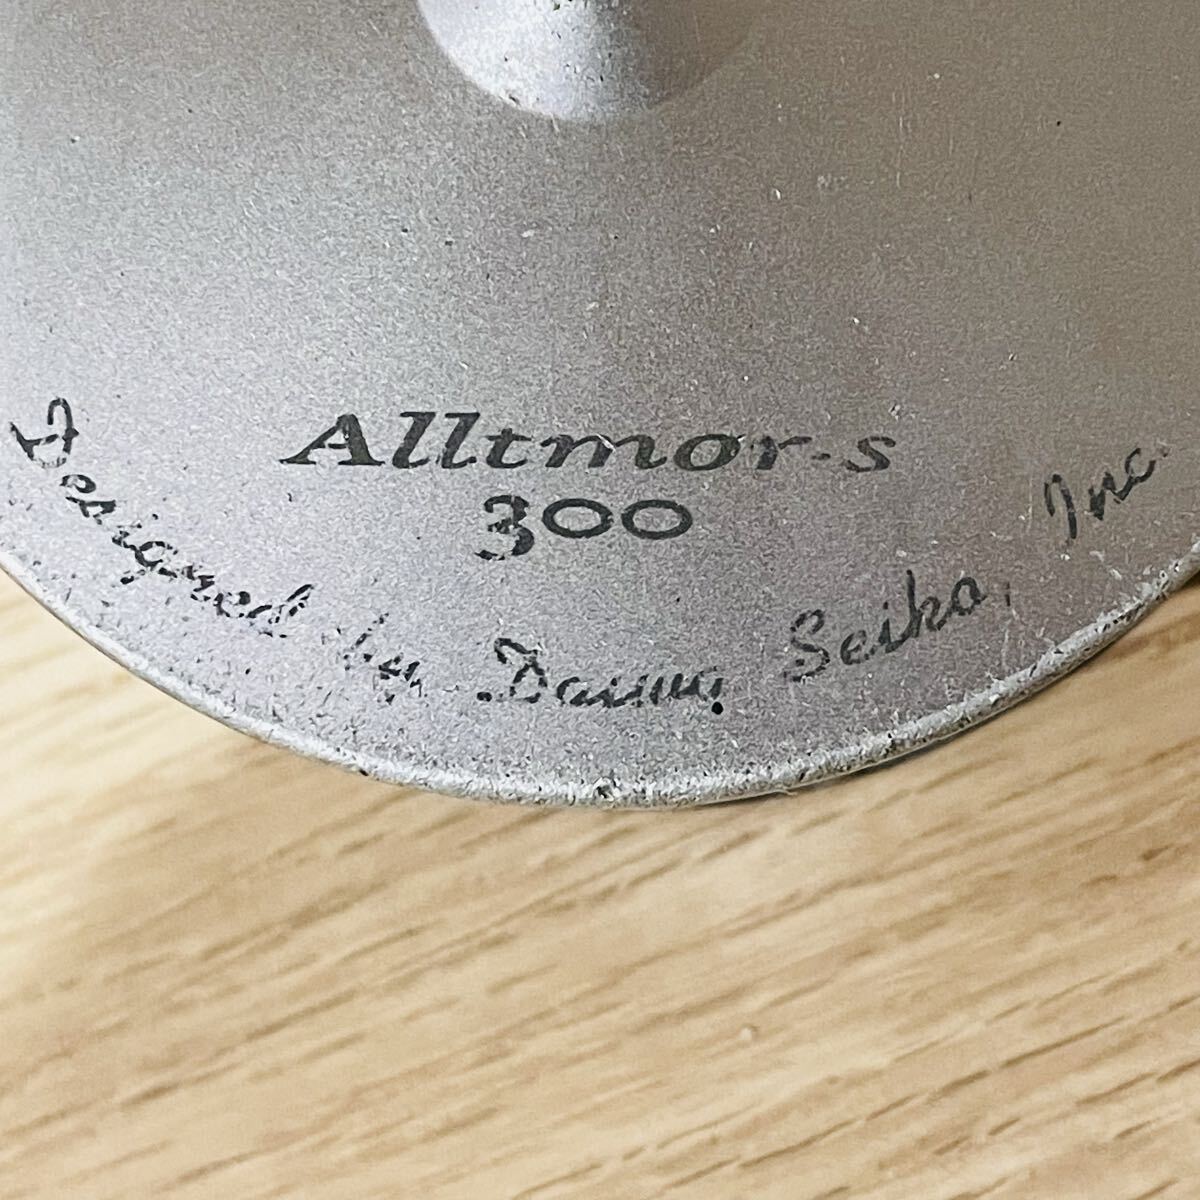 Alltmor-s
300
Designed by Daiwa Seiko, Inc.